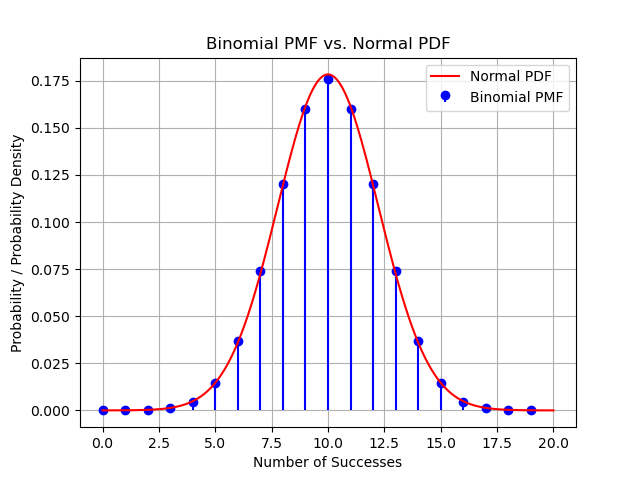 Binomial PMF vs. Normal PDF
Normal PDF
Binomial PMF
Probability / Probability Density
0.175
0.150
0.125
0.100
0.075
0.050
0.025
0.000
0.0 2.5 5.0 7.5 10.0 12.5 15.0 17.5 20.0
Number of Successes